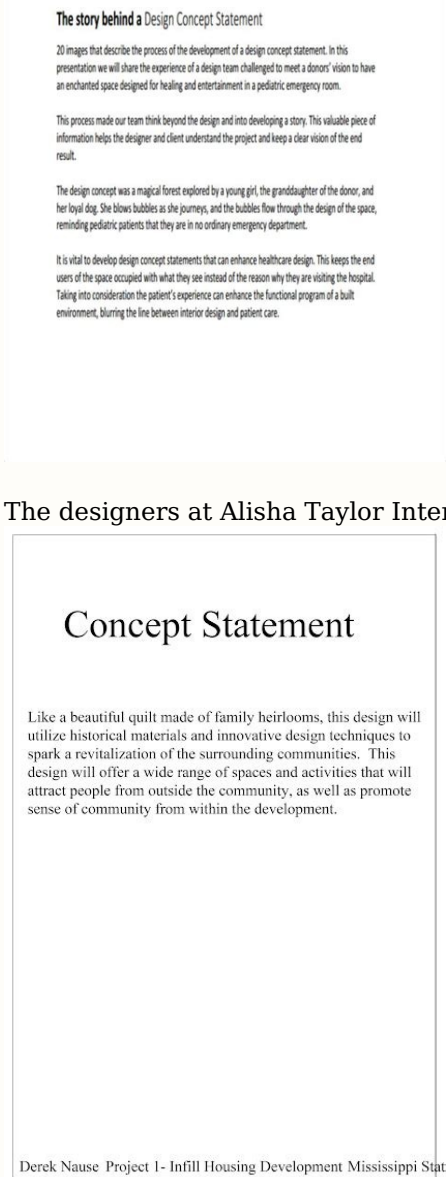 The story behind a Design Concept Statement
20 images that describe the process of the development of a design concept statement. In this
presentation we will share the experience of a design team challenged to meet a donors' vision to have
an enchanted space designed for healing and entertainment in a pediatric emergency room.
This process made our team think beyond the design and into developing a story. This valuable piece of
information helps the designer and client understand the project and keep a clear vision of the end
result.
The design concept was a magical forest explored by a young girl, the granddaughter of the donor, and
her loyal dog. She blows bubbles as she journeys, and the bubbles flow through the design of the space,
reminding pediatric patients that they are in no ordinary emergency department.
It is vital to develop design concept statements that can enhance healthcare design. This keeps the end
users of the space occupied with what they see instead of the reason why they are visiting the hospital.
Taking into consideration the patient's experience can enhance the functional program of a built
environment, blurring the line between interior design and patient care.
The designers at Alisha Taylor Inter
Concept Statement
Like a beautiful quilt made of family heirlooms, this design will
utilize historical materials and innovative design techniques to
spark a revitalization of the surrounding communities. This
design will offer a wide range of spaces and activities that will
attract people from outside the community, as well as promote
sense of community from within the development.
Derek Nause Project 1- Infill Housing Development Mississippi Stat